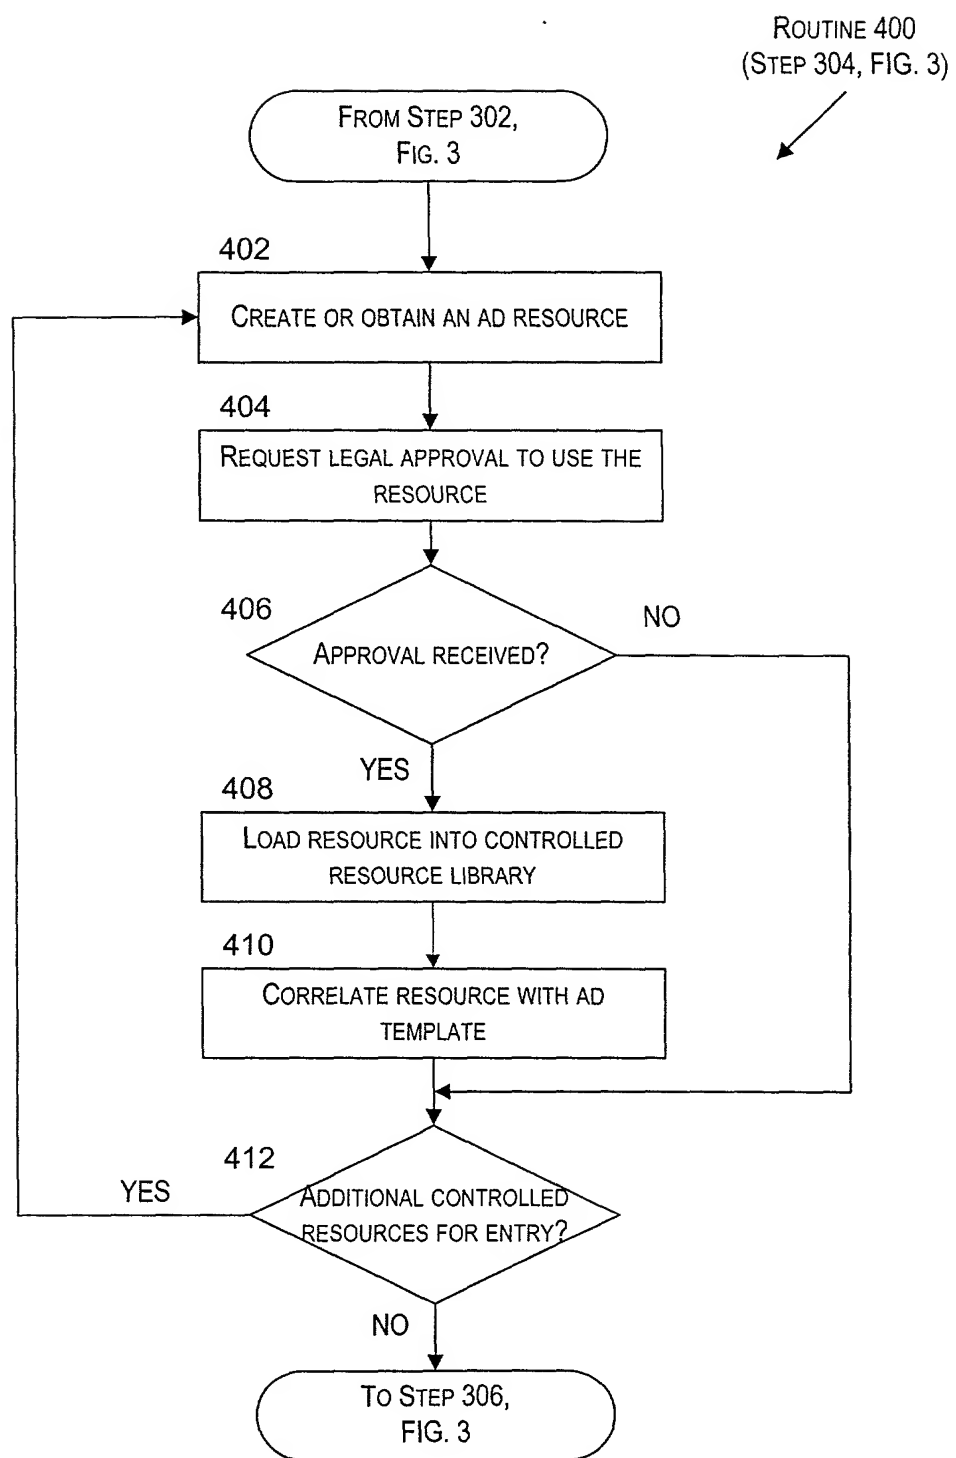 ROUTINE 400
(STEP 304, FIG. 3)
FROM STEP 302,
FIG. 3
402
CREATE OR OBTAIN AN AD RESOURCE
404
REQUEST LEGAL APPROVAL TO USE THE
RESOURCE
406
APPROVAL RECEIVED?
NO
YES
408
LOAD RESOURCE INTO CONTROLLED
RESOURCE LIBRARY
410
CORRELATE RESOURCE WITH AD
TEMPLATE
412
YES
ADDITIONAL CONTROLLED
RESOURCES FOR ENTRY?
NO
TO STEP 306,
FIG. 3